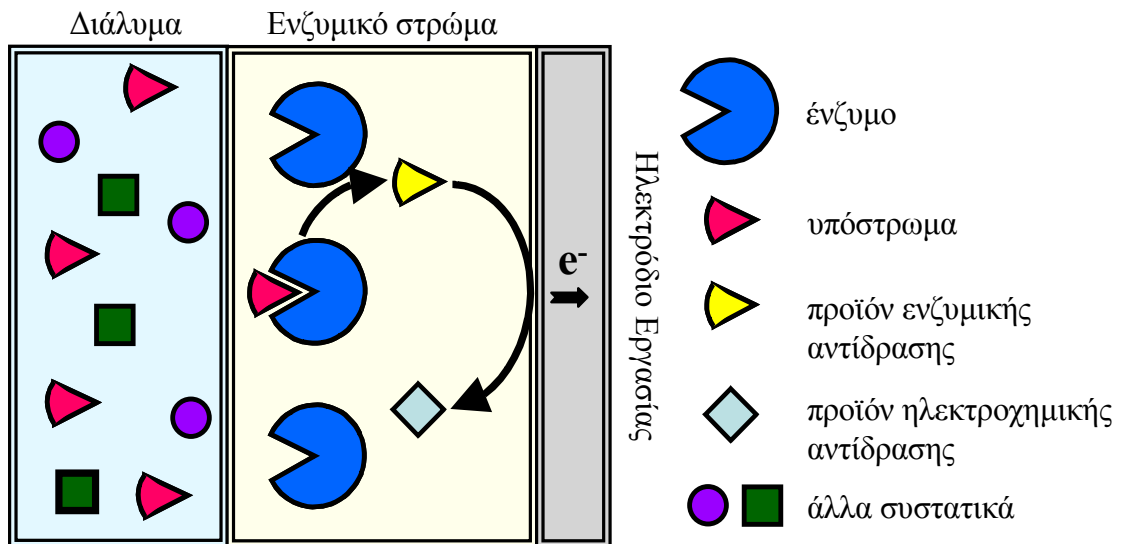 Διάλυμα
Ενζυμικό στρώμα
e-
Ηλεκτρόδιο Εργασίας
ένζυμο
υπόστρωμα
προϊόν ενζυμικής
αντίδρασης
προϊόν ηλεκτροχημικής
αντίδρασης
άλλα συστατικά